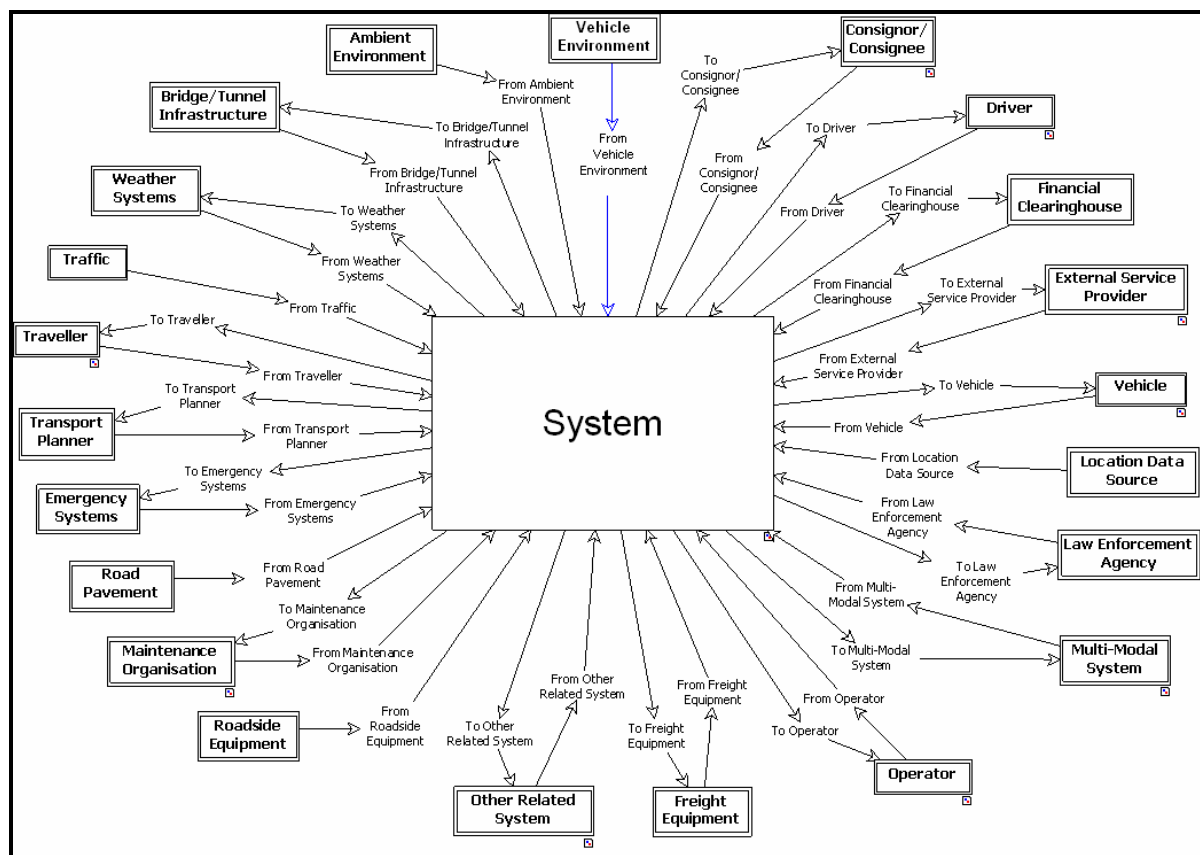 Vehicle
Environment
Consignor/
Consignee
Ambient
Environment
To
Consignor/
Consignee
From Ambient
Environment
Bridge/Tunnel
Infrastructure
Driver
To Bridge/Tunnel
Infrastructure
To Driver
From
Vehicle
Environment
From
Consignor/
Consignee
From Bridge/Tunnel
Infrastructure
Weather
Systems
Financial
Clearinghouse
To Financial
Clearinghouse
To Weather
Systems
From Driver
Traffic
From Weather
Systems
External Service
Provider
From Financial
Clearinghouse
To External
Service Provider
From Traffic
Traveller
To Traveller
From External
Service Provider
From Traveller
To Vehicle
Vehicle
To Transport
Planner
Transport
Planner
From Transport
Planner
System
From Vehicle
From Location
Data Source
Location Data
Source
To Emergency
Systems
Emergency
Systems
From Emergency
Systems
From Law
Enforcement
Agency
Law Enforcement
Agency
To Law
Enforcement
Agency
Road
Pavement
From Road
Pavement
From Multi-
Modal System
To Maintenance
Organisation
Maintenance
Organisation
From Maintenance
Organisation
To Multi-Modal
System
Multi-Modal
System
From Other
Related System
From Freight
Equipment
From Operator
Roadside
Equipment
From
Roadside
Equipment
To Other
Related System
To Freight
Equipment
To Operator
Operator
Other Related
System
Freight
Equipment